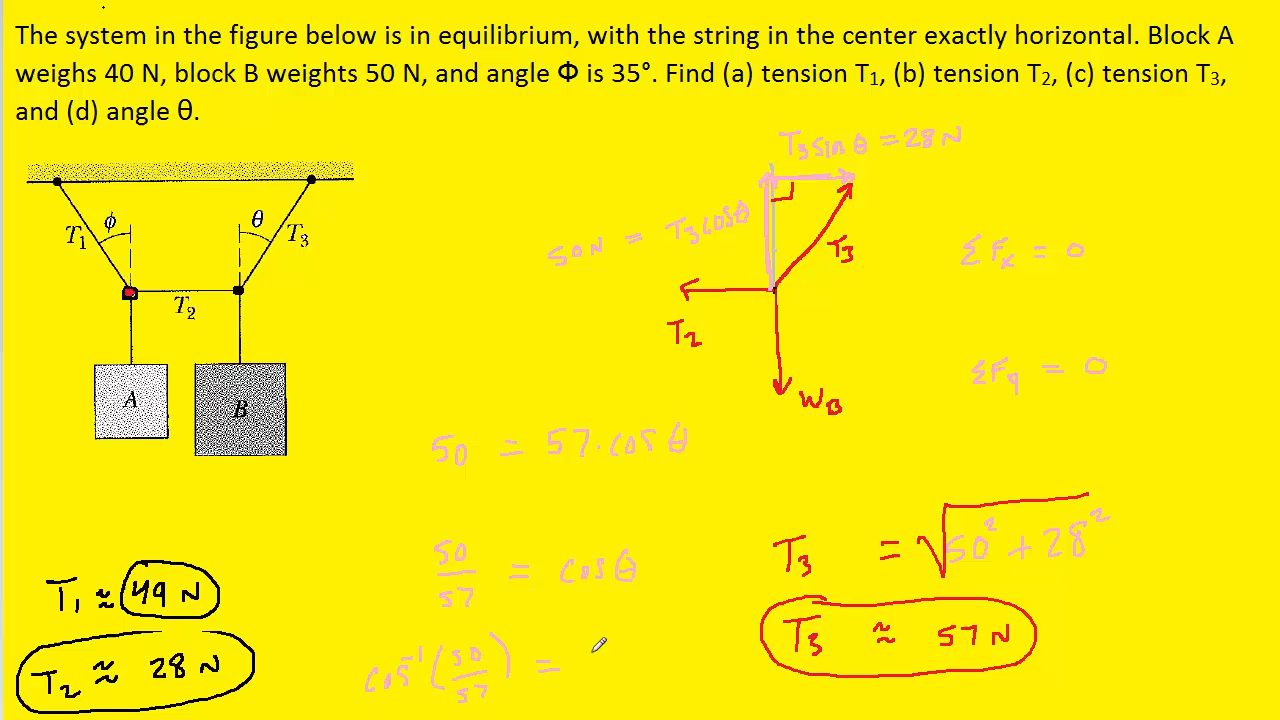 The system in the figure below is in equilibrium, with the string in the center exactly horizontal. Block A
weighs 40 N, block B weights 50 N, and angle Φ is 35°. Find (a) tension T₁, (b) tension T₂, (c) tension T₃,
and (d) angle θ.
T₃ sin θ = 28 N
50 N = T₃ cos θ
ϕ
θ
T₁
T₃
T₃
ΣFₓ = 0
T₂
T₂
ΣFy = 0
A
B
W_B
50 = 57 · cos θ
T₃ = √50² + 28²
50/57 = cos θ
T₁ ≈ 49 N
T₃ ≈ 57 N
T₂ ≈ 28 N
cos⁻¹(50/57) =